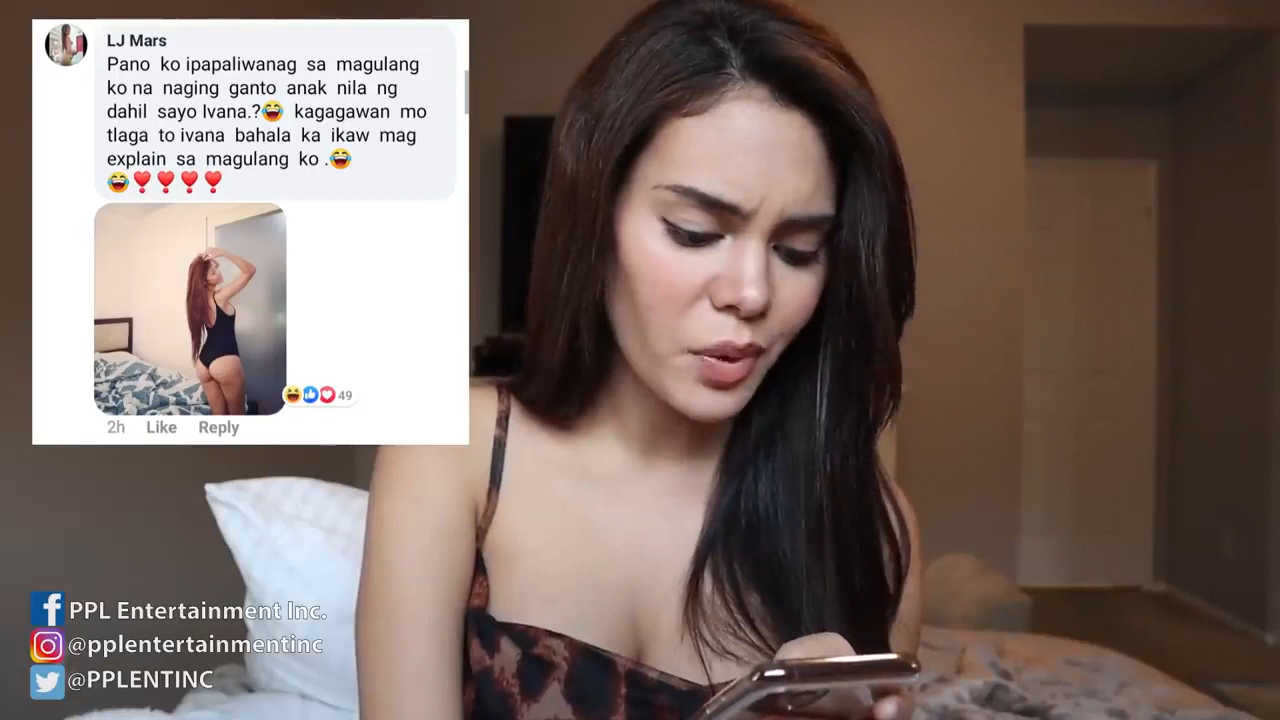 LJ Mars
Pano ko ipapaliwanag sa magulang
ko na naging ganto anak nila ng
dahil sayo Ivana.?😂 kagagawan mo
tlaga to ivana bahala ka ikaw mag
explain sa magulang ko .😂
😂❣️❣️❣️❣️
49
2h Like Reply
PPL Entertainment Inc.
@pplentertainmentinc
@PPLENTINC